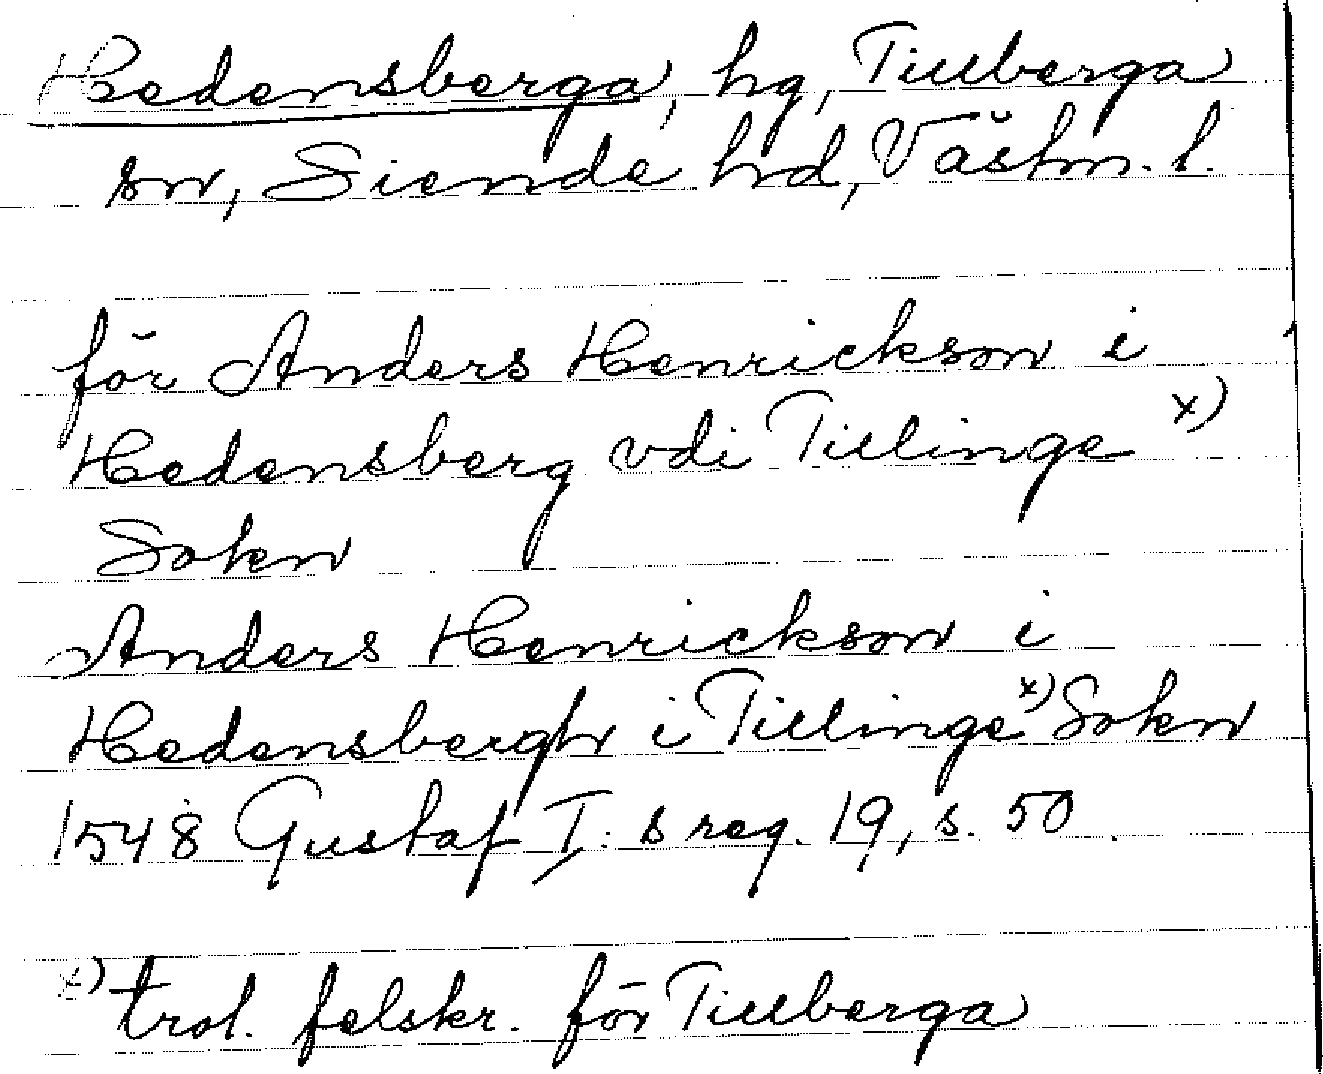 Hedensberga, hg, Tillberga
sn, Siende hd, Västm. l.
för Anders Henrickson i
Hedensberg vdi Tillinge x)
Sokn
Anders Henrickson i
Hedensbergh i Tillinge x) Sokn
1548 Gustaf I:s reg. 19, s. 50.
x) trol. felskr. för Tillberga